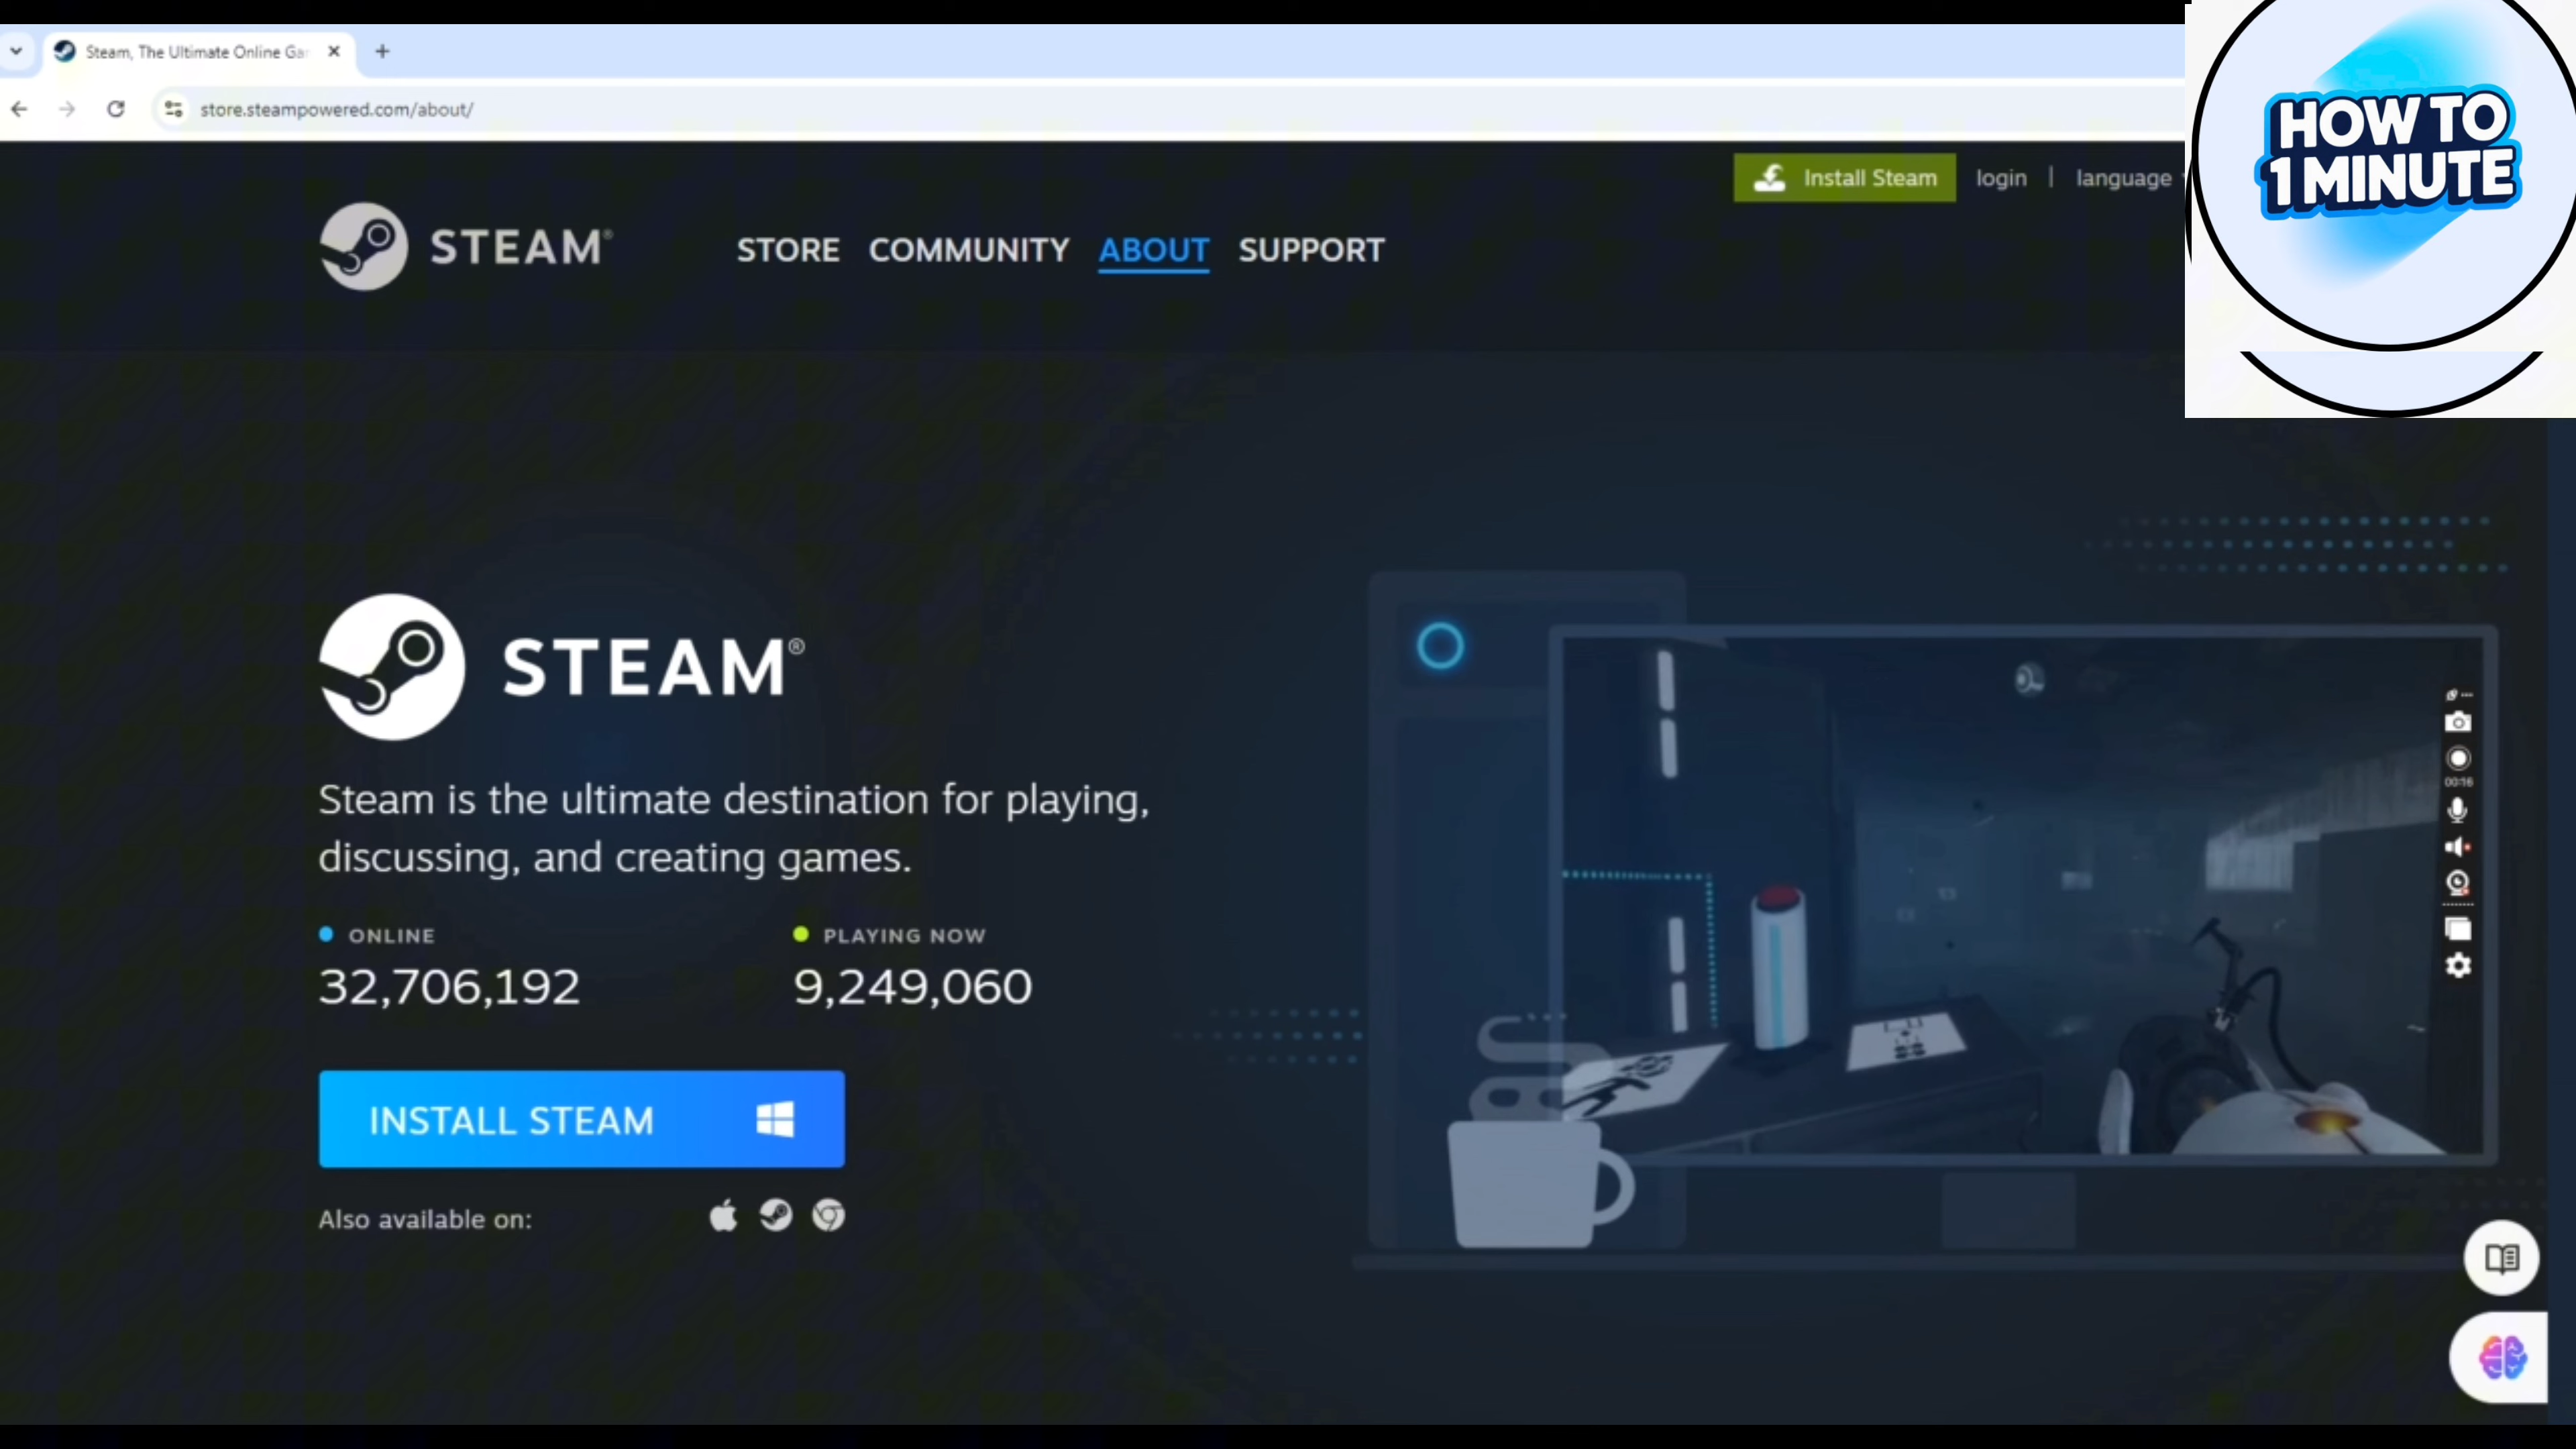 Steam, The Ultimate Online Ga
store.steampowered.com/about/
HOW TO
1 MINUTE
Install Steam login | language
STEAM®
STORE COMMUNITY ABOUT SUPPORT
STEAM®
Steam is the ultimate destination for playing,
discussing, and creating games.
ONLINE PLAYING NOW
32,706,192 9,249,060
INSTALL STEAM
Also available on:
00:16